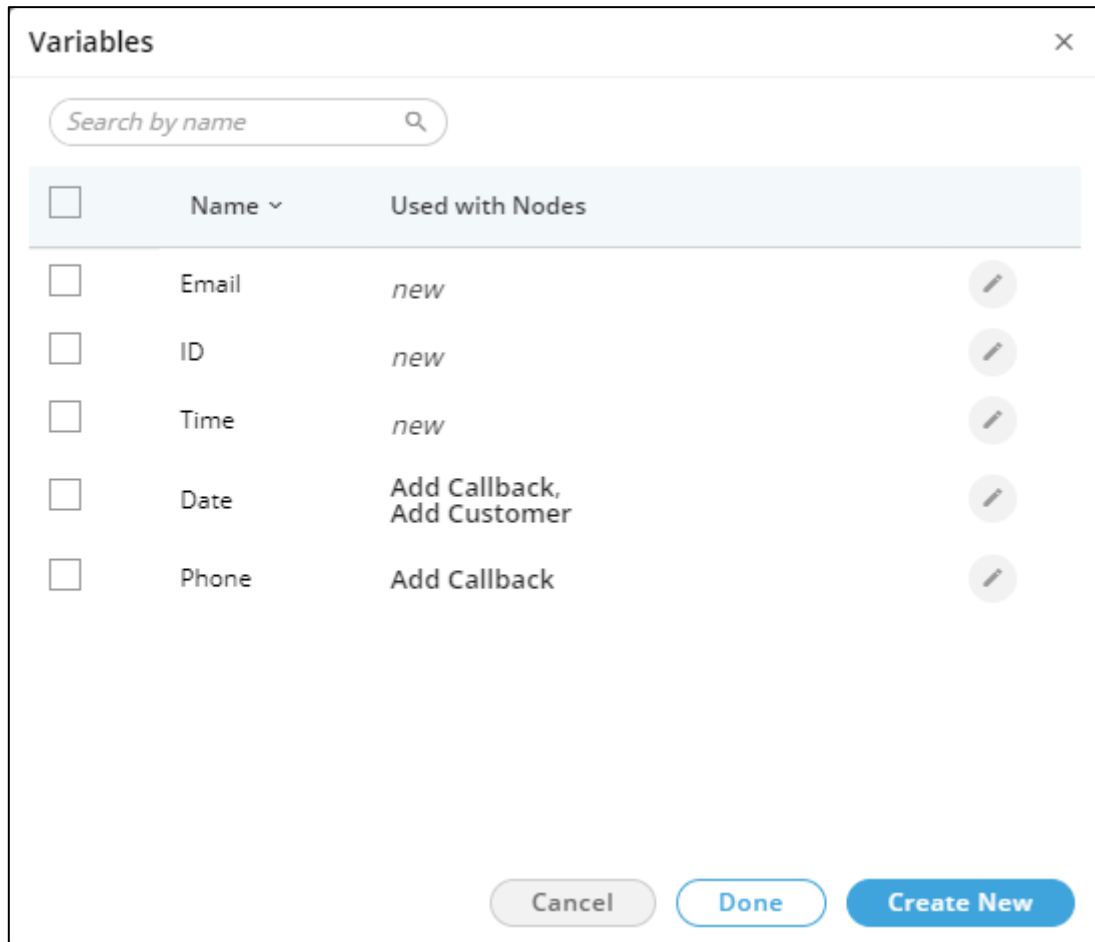 Variables
Search by name
Name Used with Nodes
Email new
ID new
Time new
Date Add Callback,
Add Customer
Phone Add Callback
Cancel Done Create New